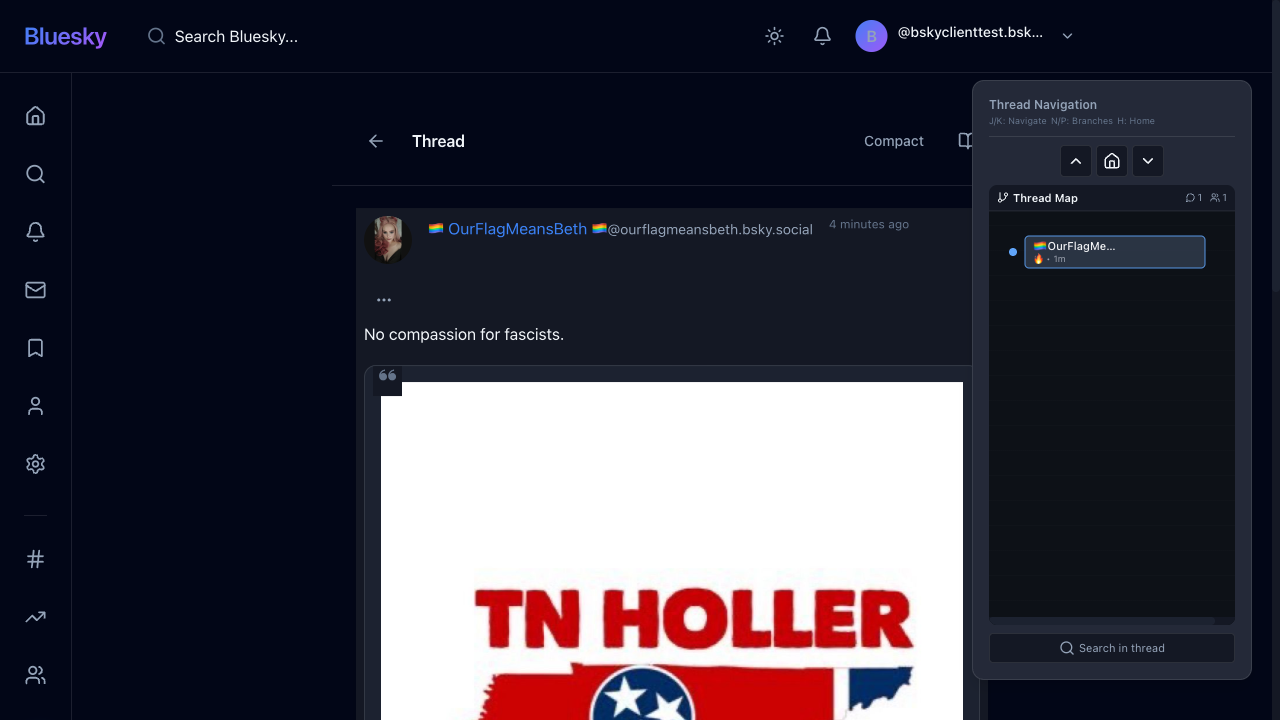 Bluesky
Search Bluesky...
B
@bskyclienttest.bsk...
Thread
Compact
🏳️‍🌈 OurFlagMeansBeth 🏳️‍🌈@ourflagmeansbeth.bsky.social
4 minutes ago
No compassion for fascists.
TN HOLLER
Thread Navigation
J/K: Navigate N/P: Branches H: Home
Thread Map
1
1
🏳️‍🌈OurFlagMe...
🔥 • 1m
Search in thread